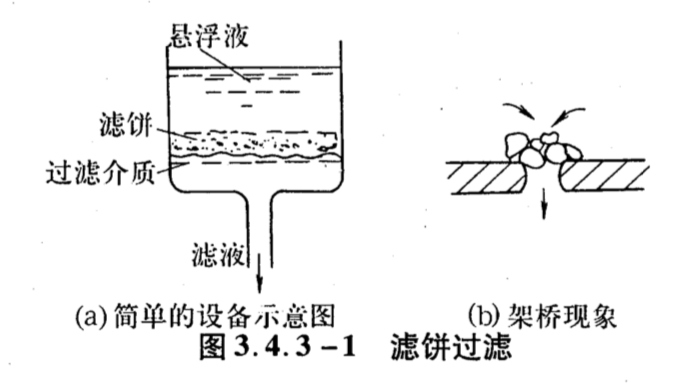 悬浮液
滤饼
过滤介质
滤液
(a)简单的设备示意图
(b)架桥现象
图3.4.3-1 滤饼过滤